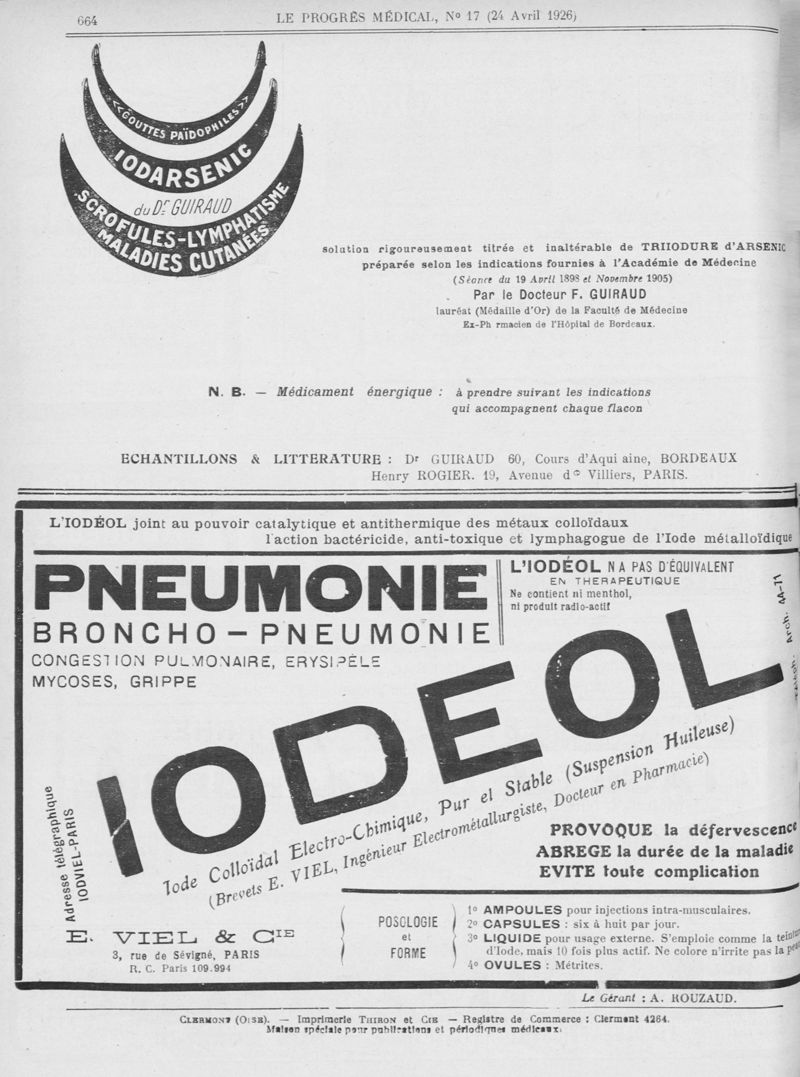 664
LE PROGRÈS MÉDICAL, No 17 (24 Avril 1926)
«GOUTTES PAÏDOPHILES»
IODARSENIC
du Dr GUIRAUD
SCROFULES-LYMPHATISME
MALADIES CUTANÉES
solution rigoureusement titrée et inaltérable de TRIIODURE d'ARSENIC
préparée selon les indications fournies à l'Académie de Médecine
(Séance du 19 Avril 1898 et Novembre 1905)
Par le Docteur F. GUIRAUD
lauréat (Médaille d'Or) de la Faculté de Médecine
Ex-Ph rmacien de l'Hôpital de Bordeaux.
N. B. — Médicament énergique : à prendre suivant les indications
qui accompagnent chaque flacon
ECHANTILLONS & LITTERATURE : Dr GUIRAUD 60, Cours d'Aqui aine, BORDEAUX
Henry ROGIER. 19, Avenue de Villiers, PARIS.
L'IODÉOL joint au pouvoir catalytique et antithermique des métaux colloïdaux
l'action bactéricide, anti-toxique et lymphagogue de l'Iode métalloïdique
PNEUMONIE
BRONCHO-PNEUMONIE
CONGESTION PULMONAIRE, ERYSIPÈLE
MYCOSES, GRIPPE
L'IODÉOL N A PAS D'ÉQUIVALENT
EN THERAPEUTIQUE
Ne contient ni menthol,
ni produit radio-actif
Arch. 44-71
IODEOL
Iode Colloïdal Electro-Chimique, Pur et Stable (Suspension Huileuse)
(Brevets E. VIEL, Ingénieur Electrométallurgiste, Docteur en Pharmacie)
Adresse télégraphique
IODVIEL-PARIS
PROVOQUE la défervescence
ABREGE la durée de la maladie
EVITE toute complication
E. VIEL & CIE
3, rue de Sévigné, PARIS
R. C. Paris 109.994
POSOLOGIE
et
FORME
1o AMPOULES pour injections intra-musculaires.
2o CAPSULES : six à huit par jour.
3o LIQUIDE pour usage externe. S'emploie comme la teinture
d'Iode, mais 10 fois plus actif. Ne colore n'irrite pas la peau
4o OVULES : Métrites.
Le Gérant : A. ROUZAUD.
CLERMONT (OISE). — Imprimerie THIRON et CIE — Registre de Commerce : Clermont 4264.
Maison spéciale pour publications et périodiques médicaux.